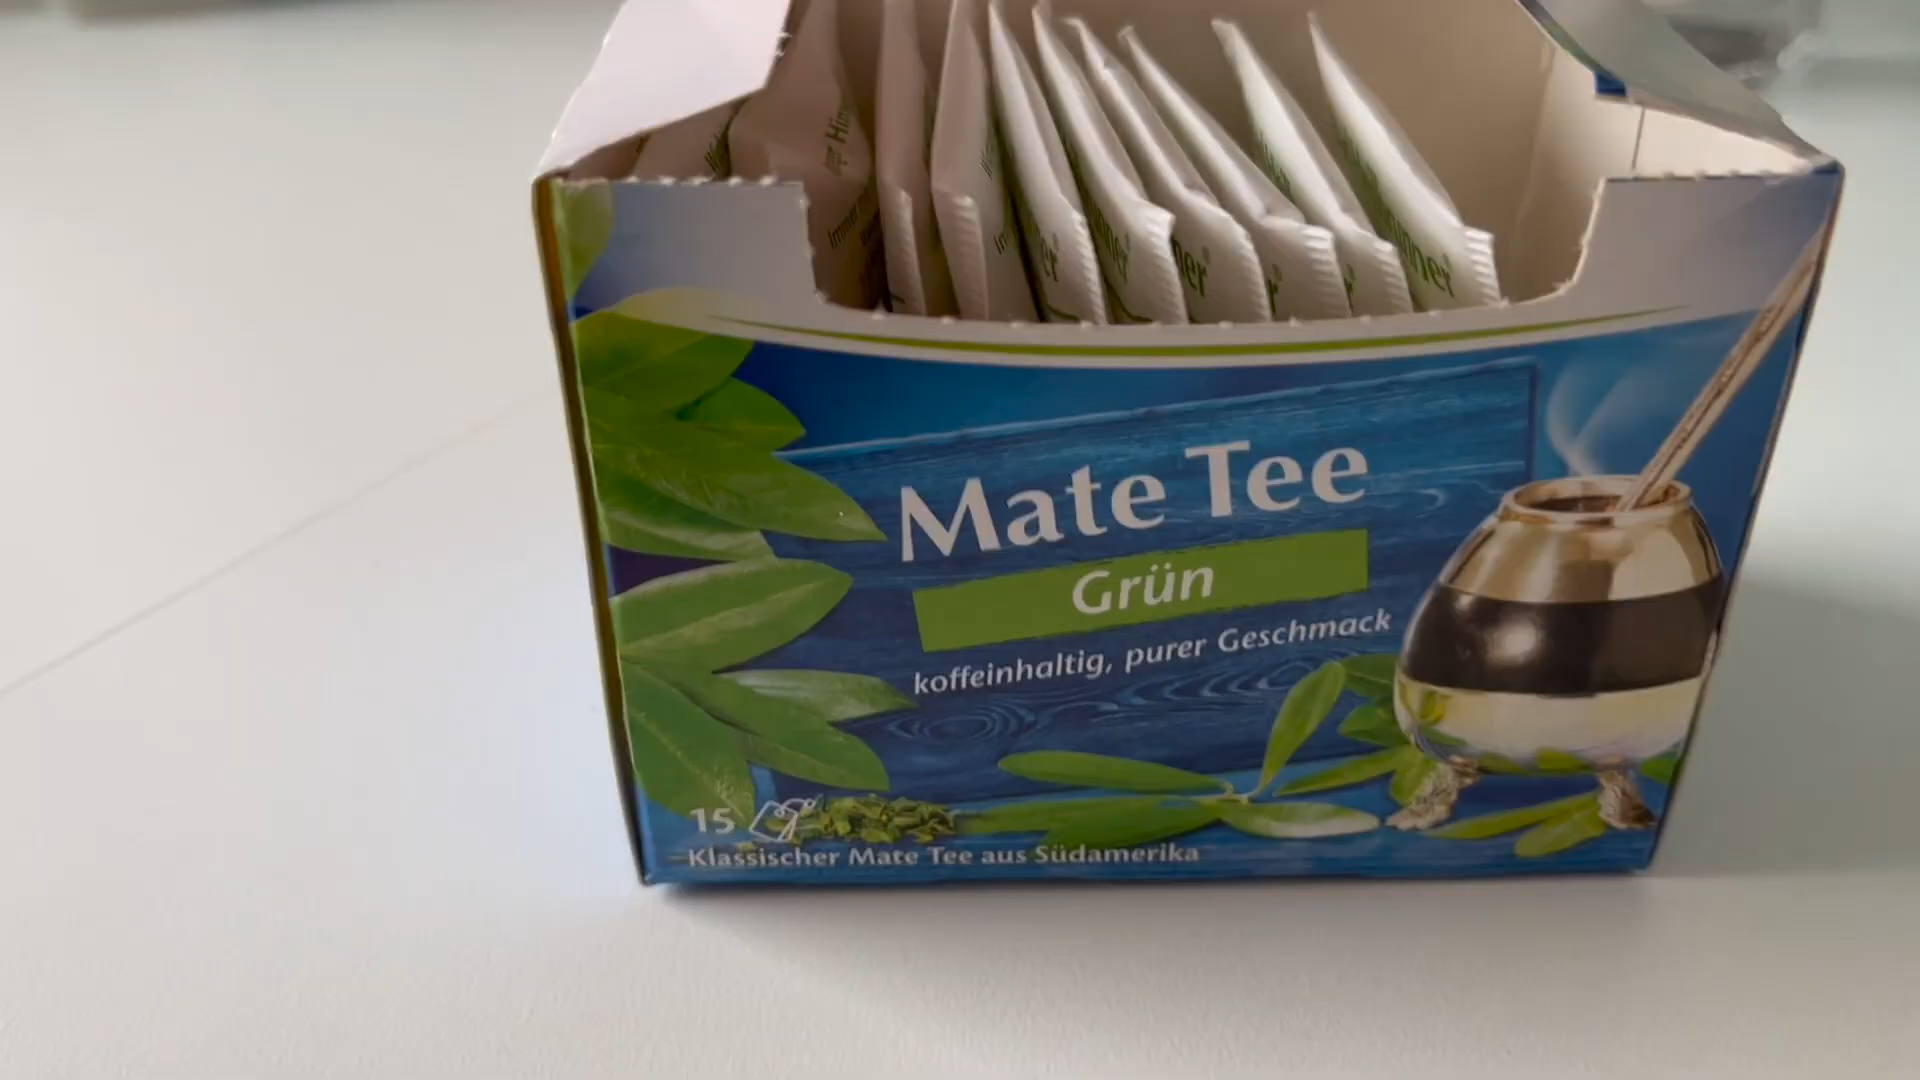 Mate Tee
Grün
koffeinhaltig, purer Geschmack
15
Klassischer Mate Tee aus Südamerika